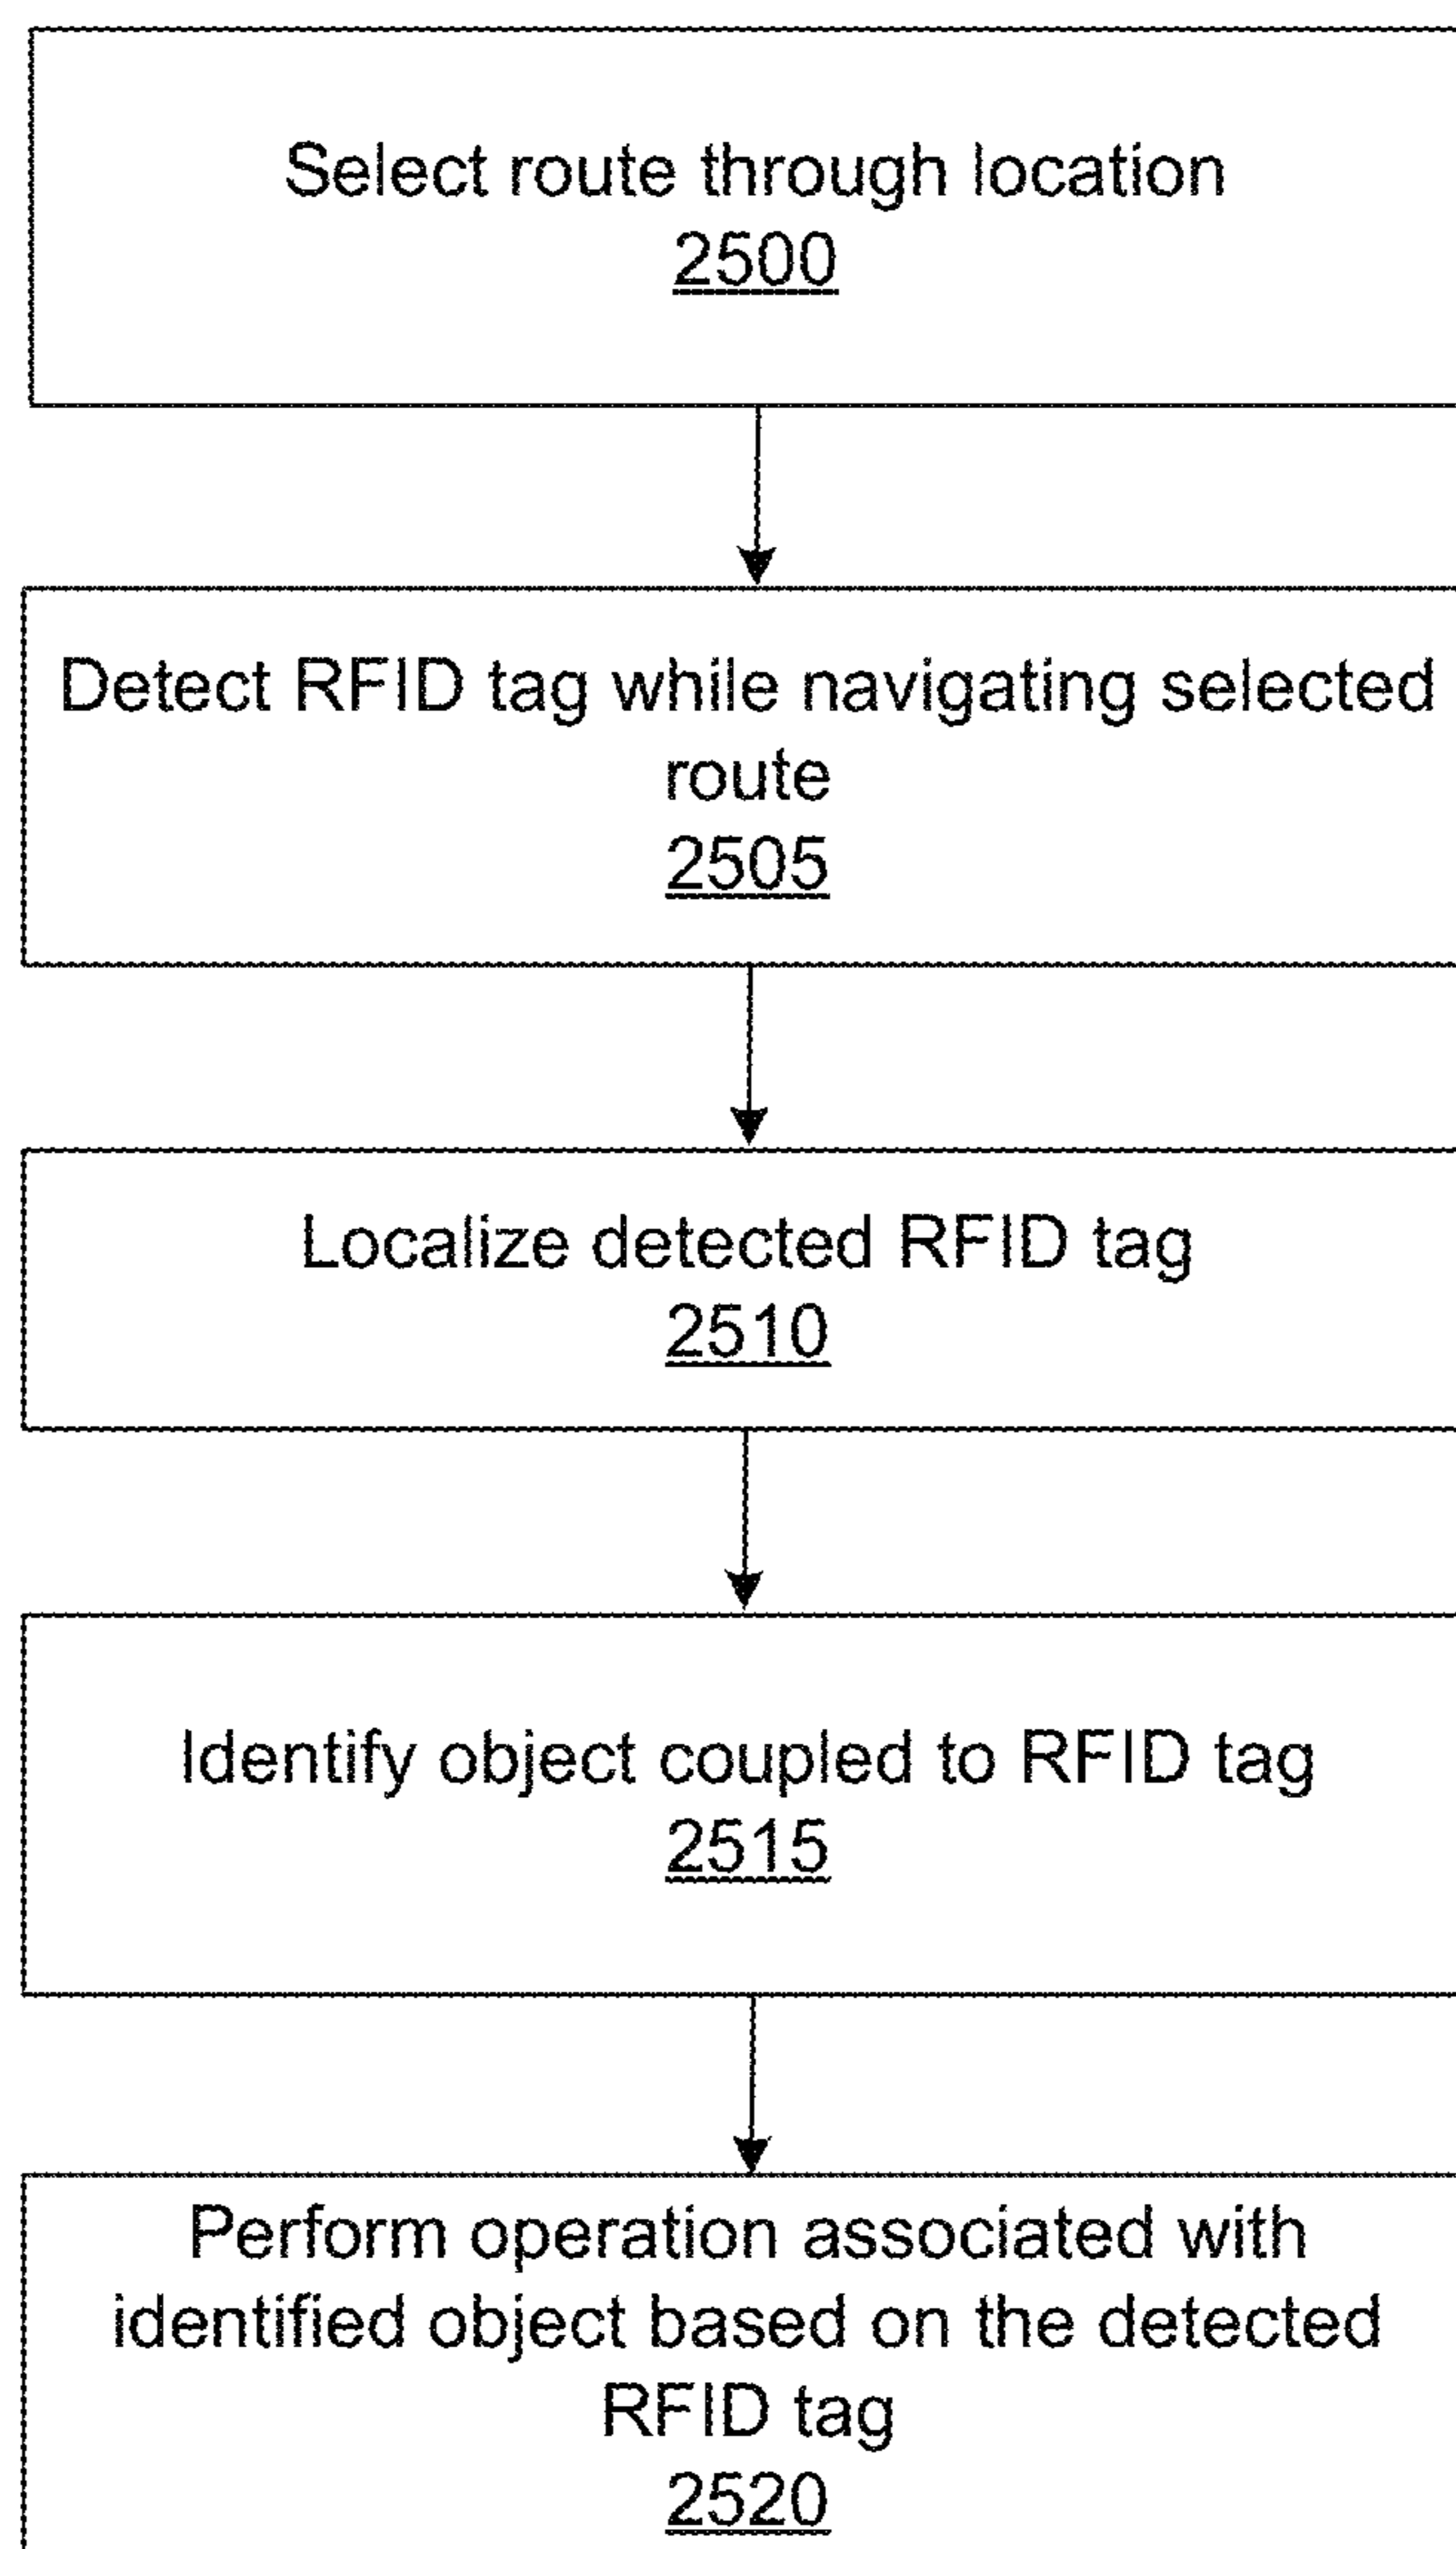 Select route through location
2500
Detect RFID tag while navigating selected
route
2505
Localize detected RFID tag
2510
Identify object coupled to RFID tag
2515
Perform operation associated with
identified object based on the detected
RFID tag
2520